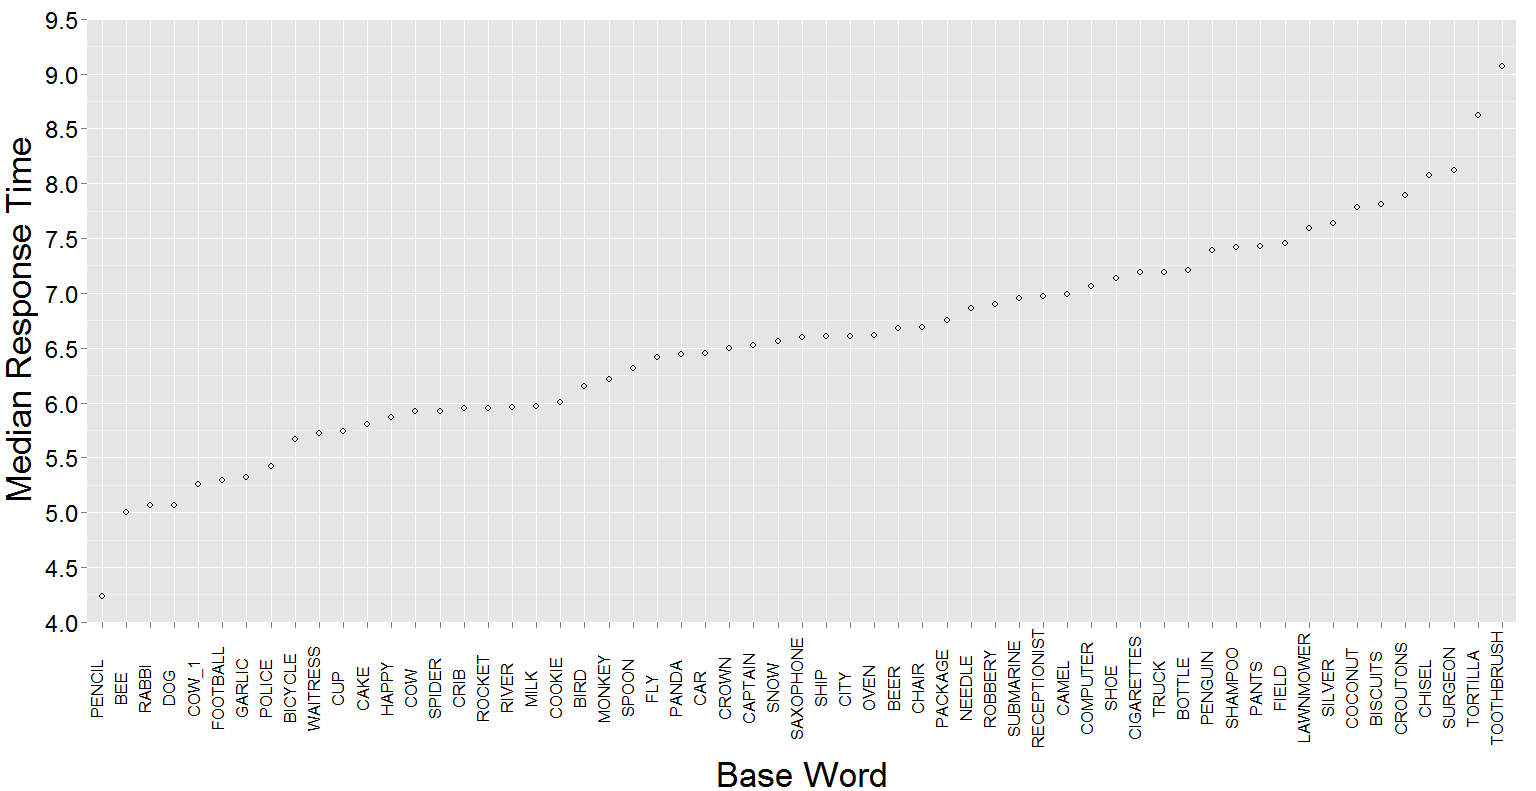 9.5
9.0
8.5
8.0
7.5
7.0
6.5
6.0
5.5
5.0
4.5
4.0
Median Response Time
PENCIL
BEE
RABBI
DOG
COW_1
FOOTBALL
GARLIC
POLICE
BICYCLE
WAITRESS
CUP
CAKE
HAPPY
COW
SPIDER
CRIB
ROCKET
RIVER
MILK
COOKIE
BIRD
MONKEY
SPOON
FLY
PANDA
CAR
CROWN
CAPTAIN
SNOW
SAXOPHONE
SHIP
CITY
OVEN
BEER
CHAIR
PACKAGE
NEEDLE
ROBBERY
SUBMARINE
RECEPTIONIST
CAMEL
COMPUTER
SHOE
CIGARETTES
TRUCK
BOTTLE
PENGUIN
SHAMPOO
PANTS
FIELD
LAWNMOWER
SILVER
COCONUT
BISCUITS
CROUTONS
CHISEL
SURGEON
TORTILLA
TOOTHBRUSH
Base Word